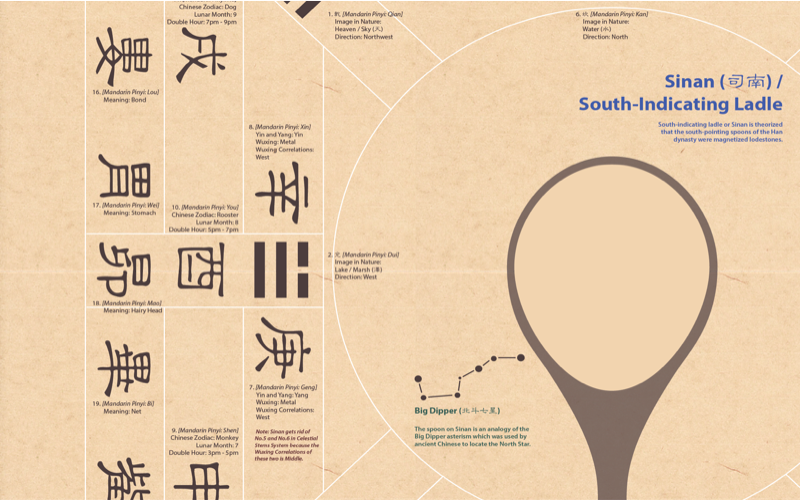 婁
16. [Mandarin Pinyi: Lou]
Meaning: Bond
胃
17. [Mandarin Pinyi: Wei]
Meaning: Stomach
昴
18. [Mandarin Pinyi: Mao]
Meaning: Hairy Head
畢
19. [Mandarin Pinyi: Bi]
Meaning: Net
觜
Chinese Zodiac: Dog
Lunar Month: 9
Double Hour: 7pm - 9pm
戌
10. [Mandarin Pinyi: You]
Chinese Zodiac: Rooster
Lunar Month: 8
Double Hour: 5pm - 7pm
酉
9. [Mandarin Pinyi: Shen]
Chinese Zodiac: Monkey
Lunar Month: 7
Double Hour: 3pm - 5pm
申
8. [Mandarin Pinyi: Xin]
Yin and Yang: Yin
Wuxing: Metal
Wuxing Correlations:
West
辛
庚
7. [Mandarin Pinyi: Geng]
Yin and Yang: Yang
Wuxing: Metal
Wuxing Correlations:
West
Note: Sinan gets rid of
No.5 and No.6 in Celestial
Stems System because the
Wuxing Correlations of
these two is Middle.
1. [Mandarin Pinyi: Qian]
Image in Nature:
Heaven / Sky (天)
Direction: Northwest
2. 兌, [Mandarin Pinyi: Dui]
Image in Nature:
Lake / Marsh (澤)
Direction: West
6. [Mandarin Pinyi: Kan]
Image in Nature:
Water (水)
Direction: North
Sinan (司南) /
South-Indicating Ladle
South-indicating ladle or Sinan is theorized
that the south-pointing spoons of the Han
dynasty were magnetized lodestones.
Big Dipper (北斗七星)
The spoon on Sinan is an analogy of the
Big Dipper asterism which was used by
ancient Chinese to locate the North Star.